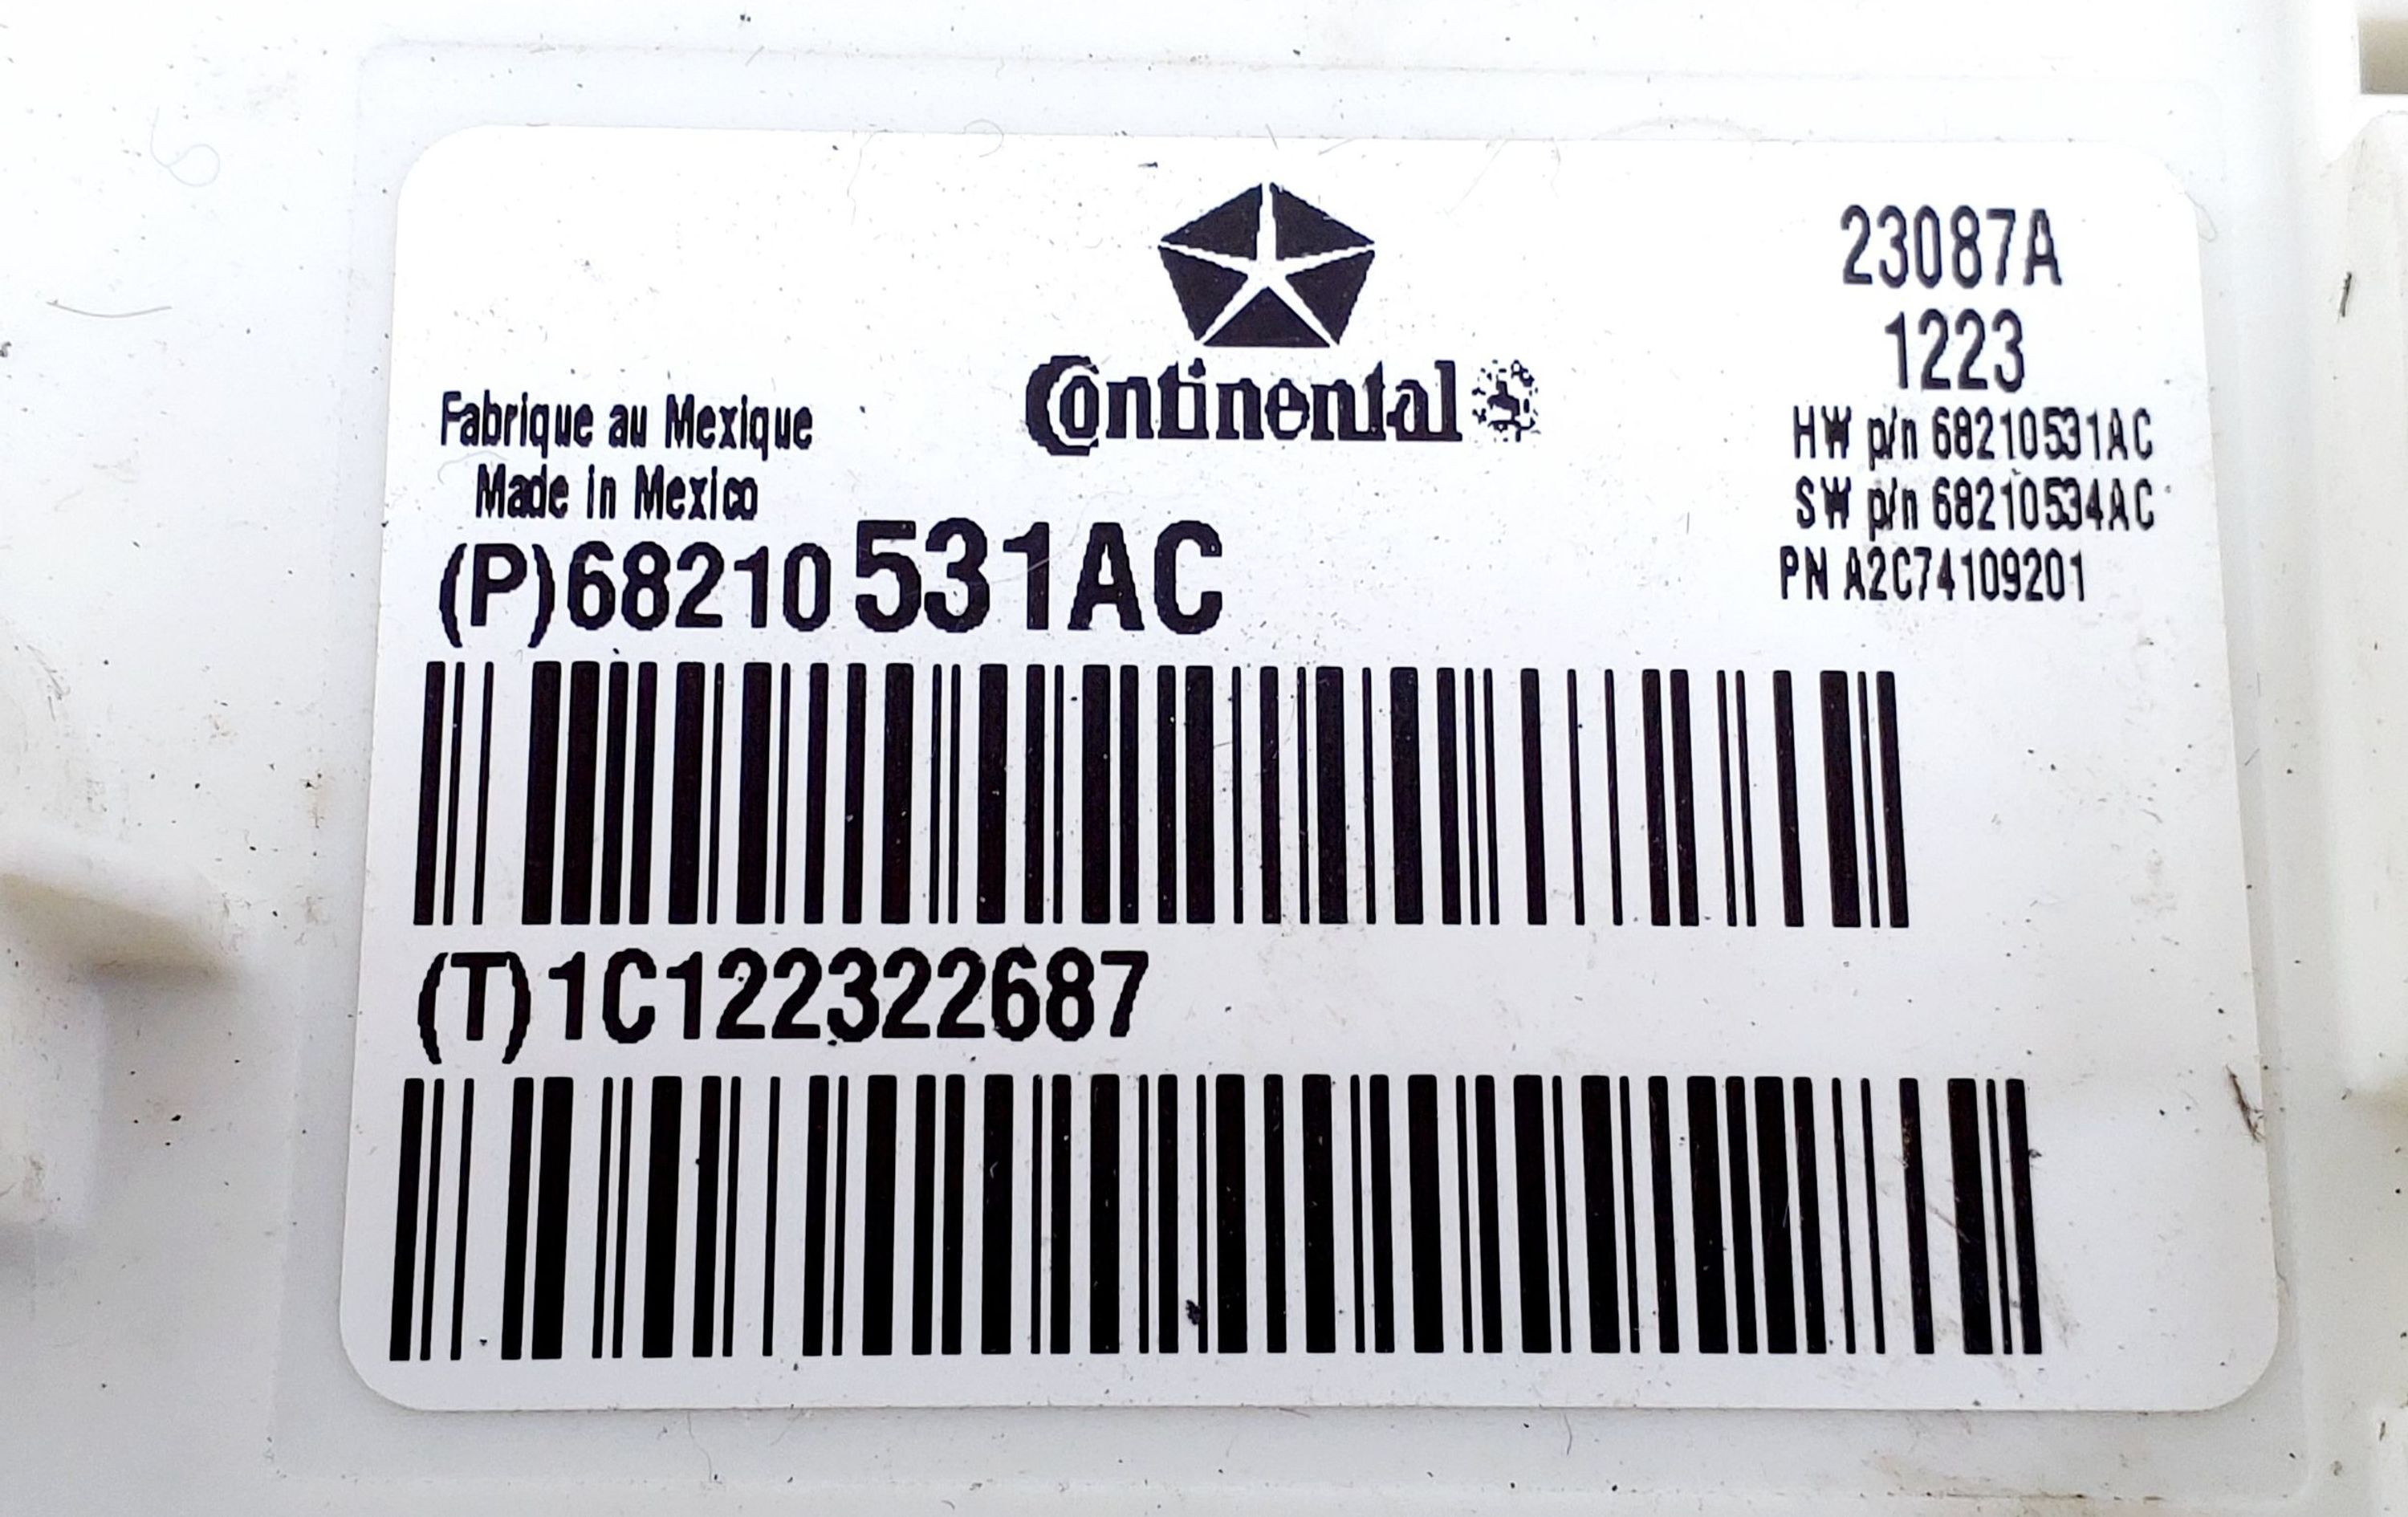 Continental
23087A
1223
HW p/n 68210531AC
SW p/n 68210534AC
PN A2C74109201
Fabrique au Mexique
Made in Mexico
(P)68210531AC
(T)1C122322687